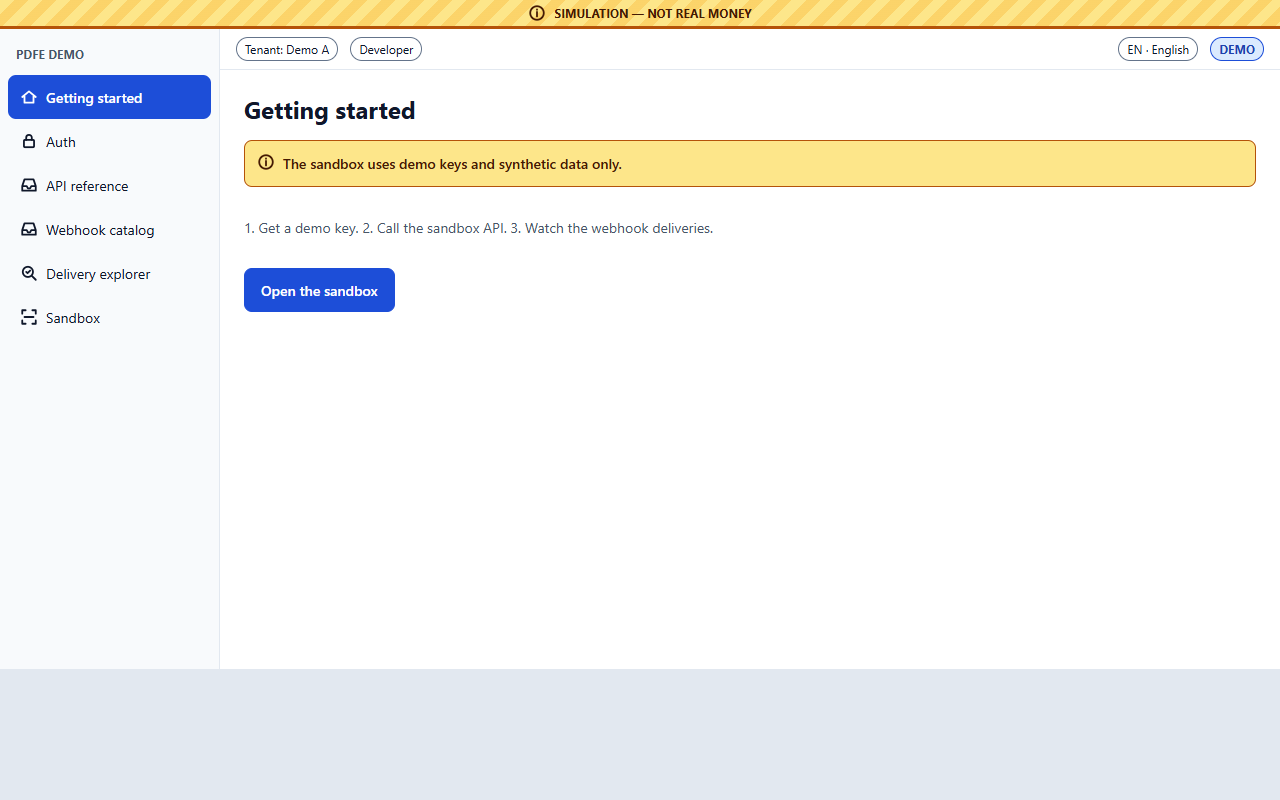 SIMULATION — NOT REAL MONEY
PDFE DEMO
Tenant: Demo A
Developer
EN · English
DEMO
Getting started
Auth
API reference
Webhook catalog
Delivery explorer
Sandbox
Getting started
The sandbox uses demo keys and synthetic data only.
1. Get a demo key. 2. Call the sandbox API. 3. Watch the webhook deliveries.
Open the sandbox